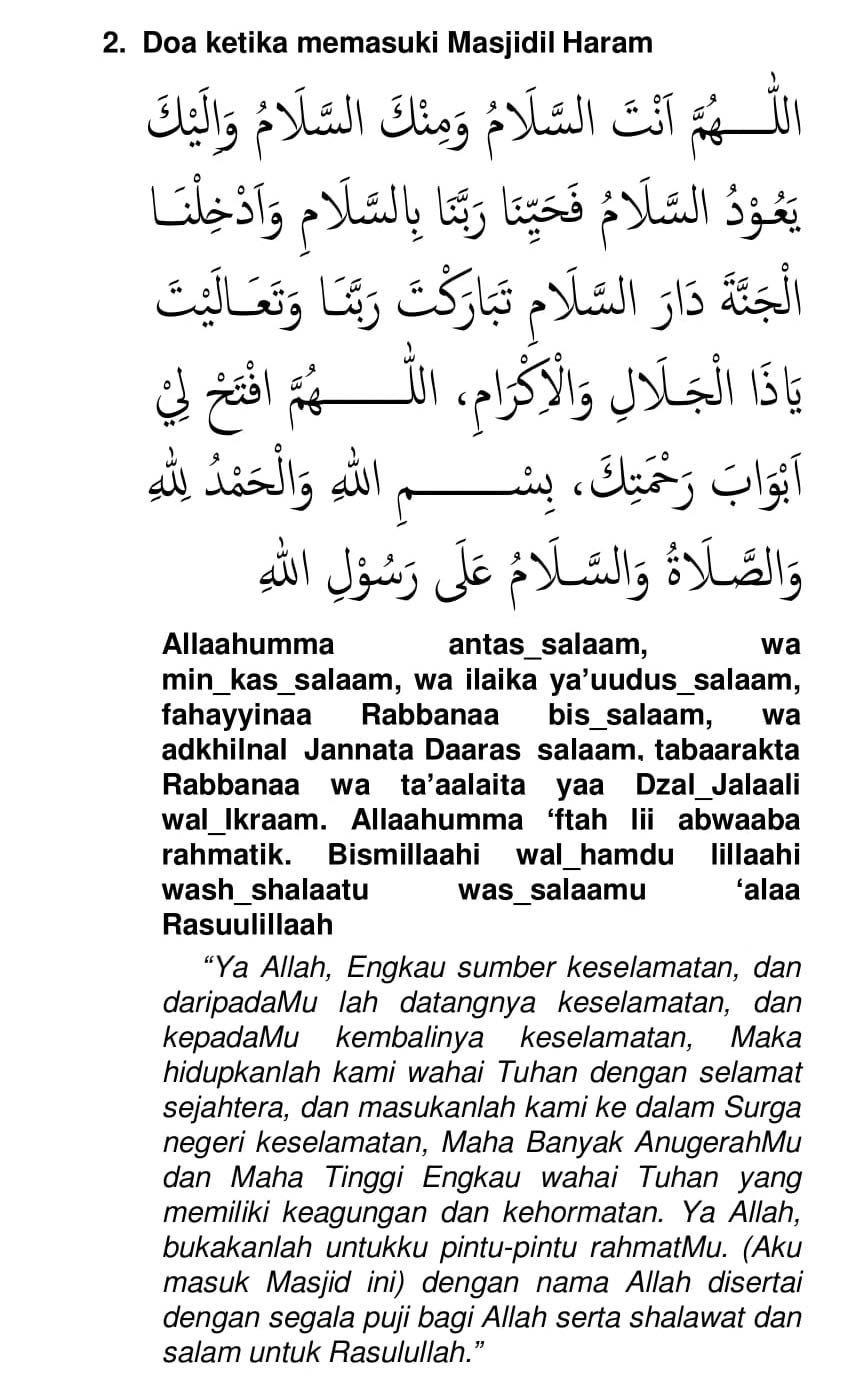 2. Doa ketika memasuki Masjidil Haram
اللّٰـــهُمَّ اَنْتَ السَّلَامُ وَمِنْكَ السَّلَامُ وَاِلَيْكَ
يَعُوْدُ السَّلَامُ فَحَيِّنَا رَبَّنَا بِالسَّلَامِ وَاَدْخِلْنَـا
الْجَنَّةَ دَارَ السَّلَامِ تَبَارَكْتَ رَبَّنَـا وَتَعَـالَيْتَ
يَاذَا الْجَـلَالِ وَالْاِكْرَامِ، اللّٰـــــهُمَّ افْتَحْ لِيْ
اَبْوَابَ رَحْمَتِكَ، بِسْـــــمِ اللهِ وَالْحَمْدُ لِلّٰهِ
وَالصَّـلَاةُ وَالسَّـلَامُ عَلَى رَسُوْلِ اللهِ
Allaahumma antas_salaam, wa
min_kas_salaam, wa ilaika ya’uudus_salaam,
fahayyinaa Rabbanaa bis_salaam, wa
adkhilnal Jannata Daaras salaam, tabaarakta
Rabbanaa wa ta’aalaita yaa Dzal_Jalaali
wal_Ikraam. Allaahumma ‘ftah lii abwaaba
rahmatik. Bismillaahi wal_hamdu lillaahi
wash_shalaatu was_salaamu ‘alaa
Rasuulillaah
“Ya Allah, Engkau sumber keselamatan, dan
daripadaMu lah datangnya keselamatan, dan
kepadaMu kembalinya keselamatan, Maka
hidupkanlah kami wahai Tuhan dengan selamat
sejahtera, dan masukanlah kami ke dalam Surga
negeri keselamatan, Maha Banyak AnugerahMu
dan Maha Tinggi Engkau wahai Tuhan yang
memiliki keagungan dan kehormatan. Ya Allah,
bukakanlah untukku pintu-pintu rahmatMu. (Aku
masuk Masjid ini) dengan nama Allah disertai
dengan segala puji bagi Allah serta shalawat dan
salam untuk Rasulullah.”